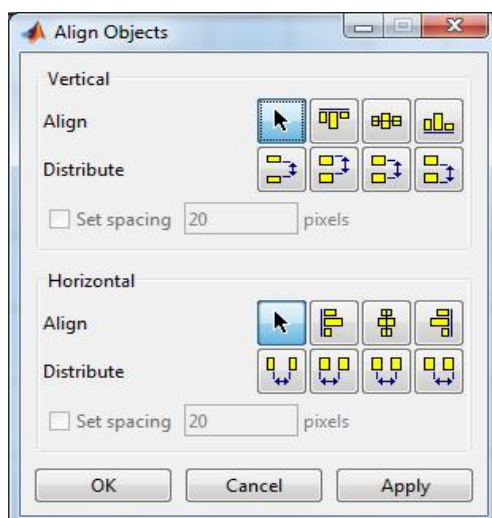 Align Objects
Vertical
Align
Distribute
Set spacing 20 pixels
Horizontal
Align
Distribute
Set spacing 20 pixels
OK Cancel Apply